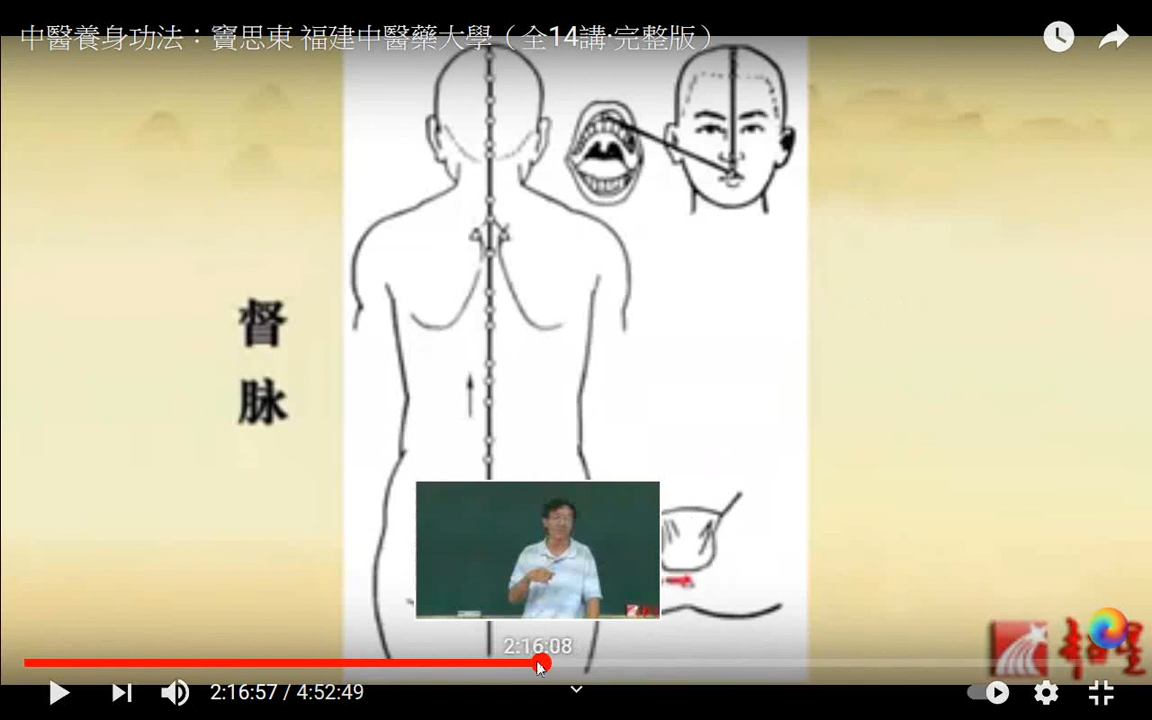 中醫養身功法：竇思東 福建中醫藥大學（全14講·完整版）
督
脉
2:16:08
2:16:57 / 4:52:49